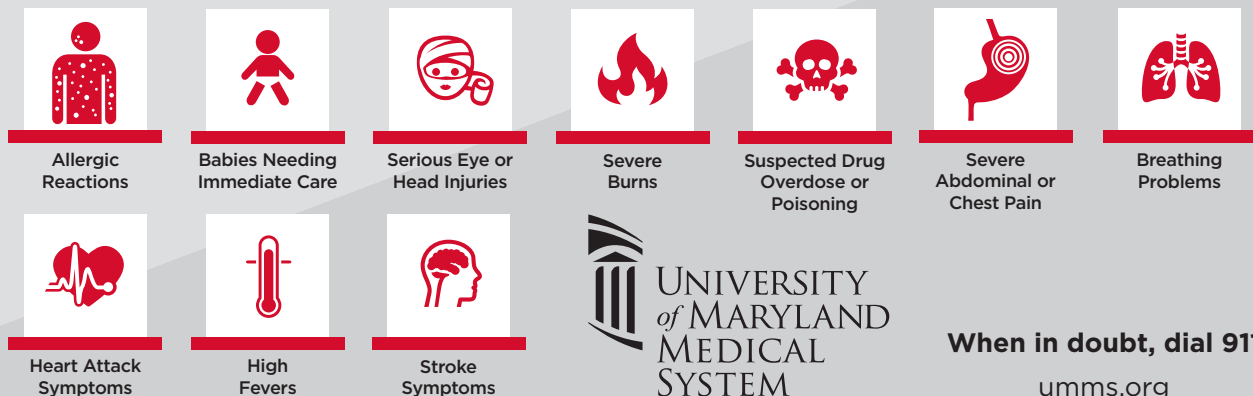 Allergic
Reactions
Babies Needing
Immediate Care
Serious Eye or
Head Injuries
Severe
Burns
Suspected Drug
Overdose or
Poisoning
Severe
Abdominal or
Chest Pain
Breathing
Problems
Heart Attack
Symptoms
High
Fevers
Stroke
Symptoms
UNIVERSITY
of MARYLAND
MEDICAL
SYSTEM
When in doubt, dial 911
umms.org